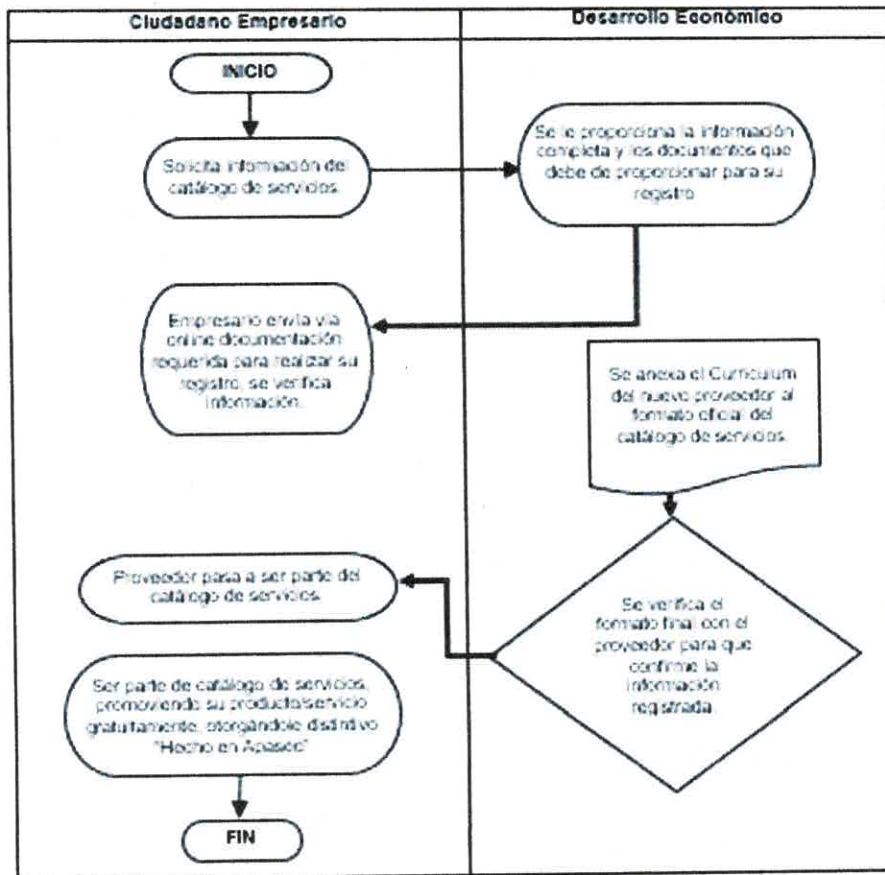 Ciudadano Empresario
Desarrollo Económico
INICIO
Solicita información del
catálogo de servicios.
Se le proporciona la información
completa y los documentos que
debe de proporcionar para su
registro
Empresario envía vía
online documentación
requerida para realizar su
registro, se verifica
información.
Se anexa el Curriculum
del nuevo proveedor al
formato oficial del
catálogo de servicios.
Se verifica el
formato final con el
proveedor para que
confirme la
información
registrada.
Proveedor pasa a ser parte del
catálogo de servicios.
Ser parte de catálogo de servicios,
promoviendo su producto/servicio
gratuitamente, otorgándole distintivo
"Hecho en Apaseo"
FIN